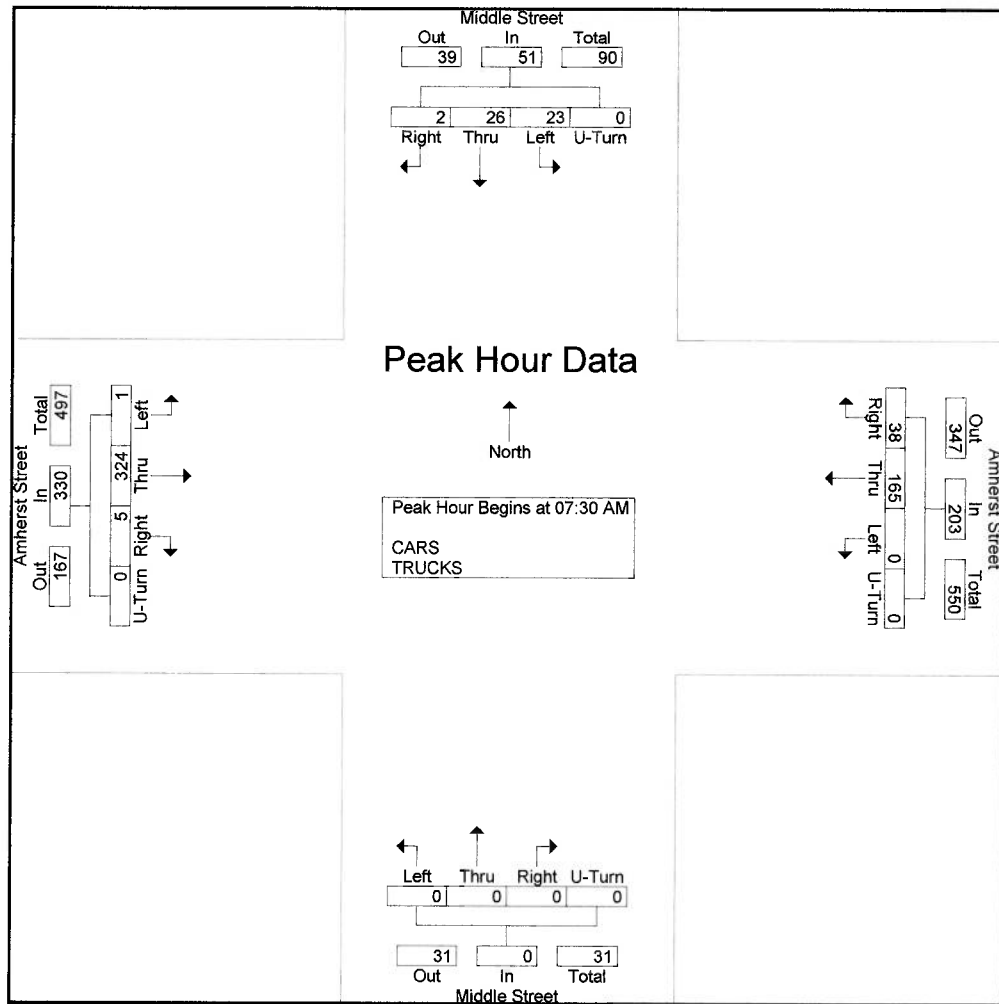 Middle Street
Out In Total
39 51 90
2 26 23 0
Right Thru Left U-Turn
Peak Hour Data
North
Peak Hour Begins at 07:30 AM
CARS
TRUCKS
Amherst Street
Total In Out
497 330 167
1 324 5 0
Left Thru Right U-Turn
Amherst Street
Out In Total
347 203 550
38 165 0 0
Right Thru Left U-Turn
Left Thru Right U-Turn
0 0 0 0
31 0 31
Out In Total
Middle Street